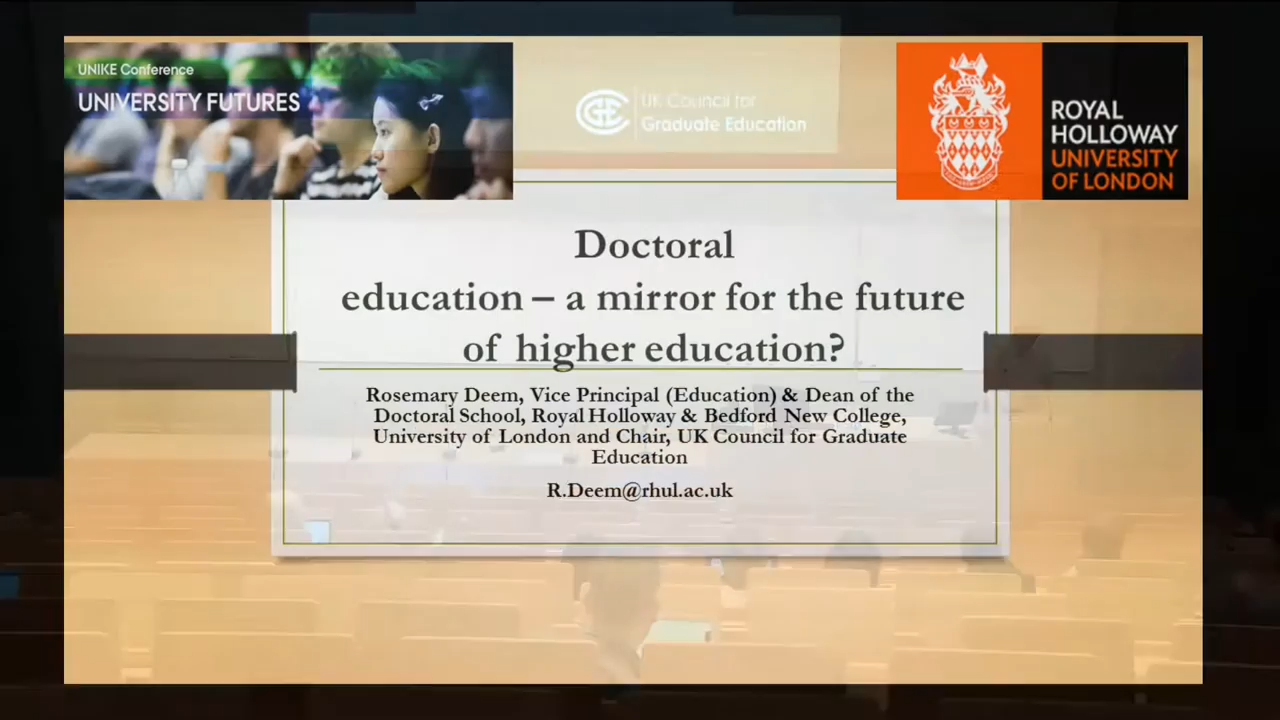 UNIKE Conference
UNIVERSITY FUTURES
UK Council for
Graduate Education
ROYAL
HOLLOWAY
UNIVERSITY
OF LONDON
Doctoral
education – a mirror for the future
of higher education?
Rosemary Deem, Vice Principal (Education) & Dean of the
Doctoral School, Royal Holloway & Bedford New College,
University of London and Chair, UK Council for Graduate
Education
R.Deem@rhul.ac.uk